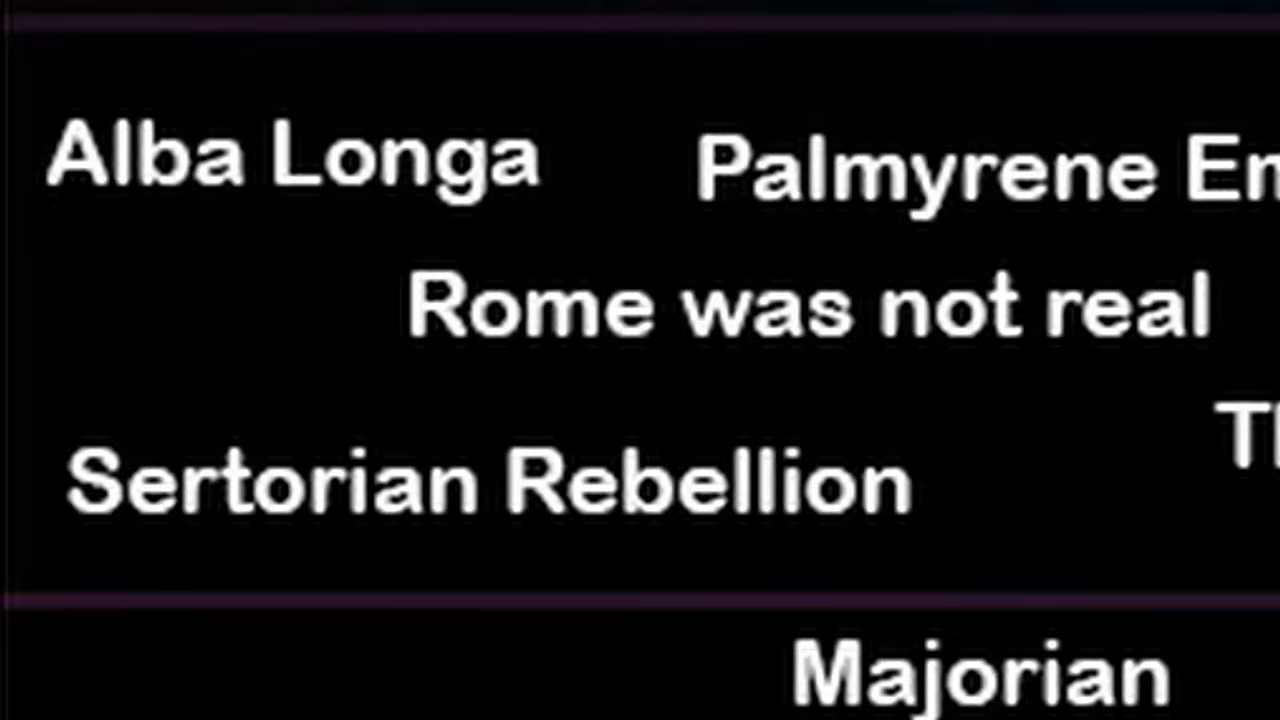 Alba Longa
Palmyrene
Rome was not real
Sertorian Rebellion
Majorian